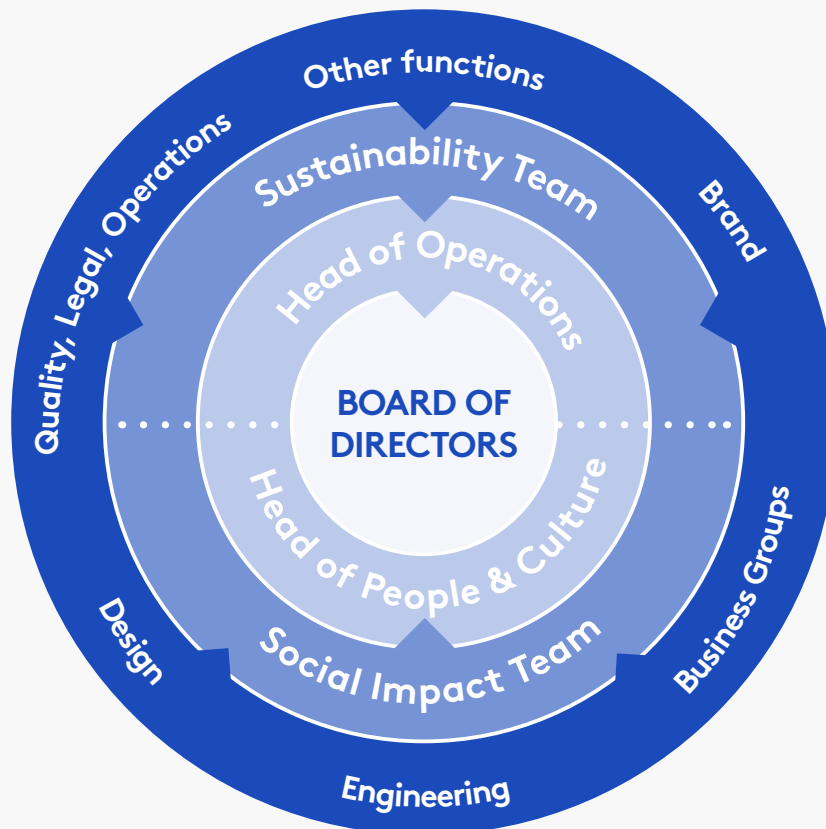 Other functions
Quality, Legal, Operations
Brand
Sustainability Team
Head of Operations
BOARD OF
DIRECTORS
Head of People & Culture
Social Impact Team
Design
Business Groups
Engineering